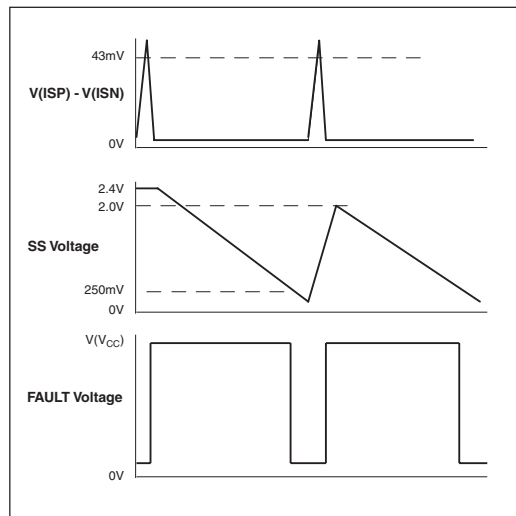 43mV
V(ISP) - V(ISN)
0V
2.4V
2.0V
SS Voltage
250mV
0V
V(VCC)
FAULT Voltage
0V